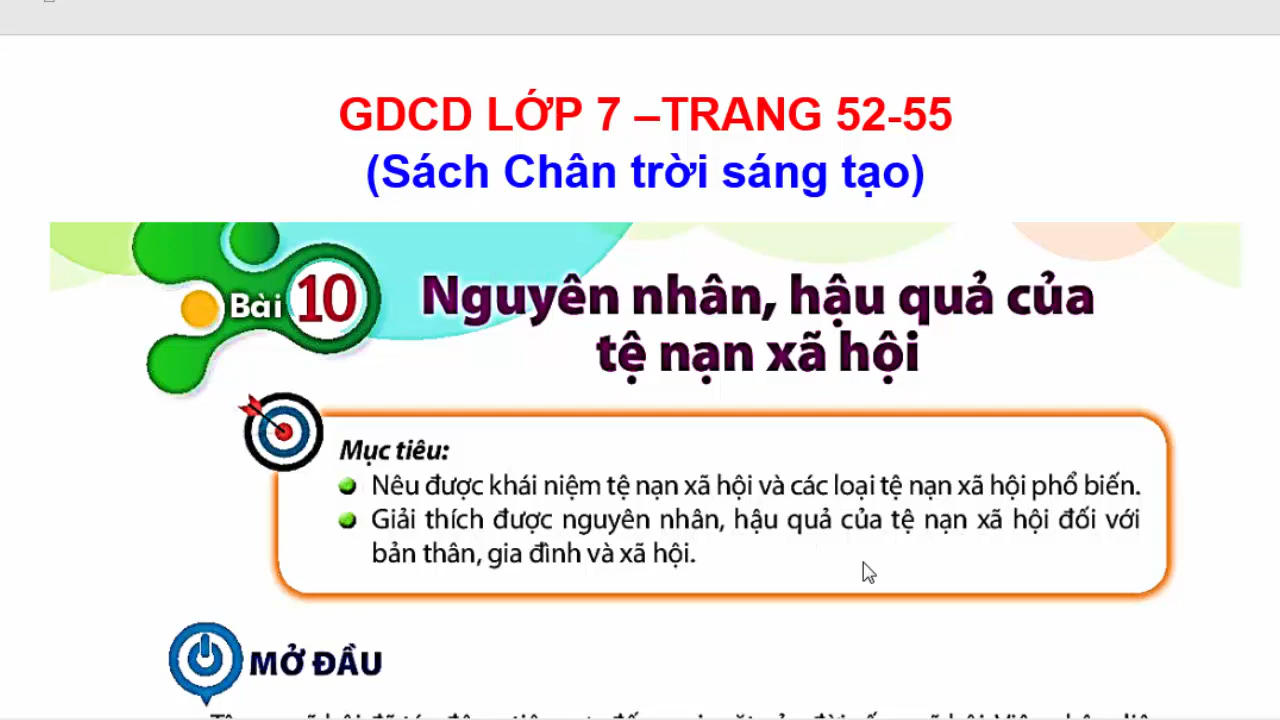 GDCD LỚP 7 –TRANG 52-55
(Sách Chân trời sáng tạo)
Bài 10
Nguyên nhân, hậu quả của
tệ nạn xã hội
Mục tiêu:
Nêu được khái niệm tệ nạn xã hội và các loại tệ nạn xã hội phổ biến.
Giải thích được nguyên nhân, hậu quả của tệ nạn xã hội đối với
bản thân, gia đình và xã hội.
MỞ ĐẦU